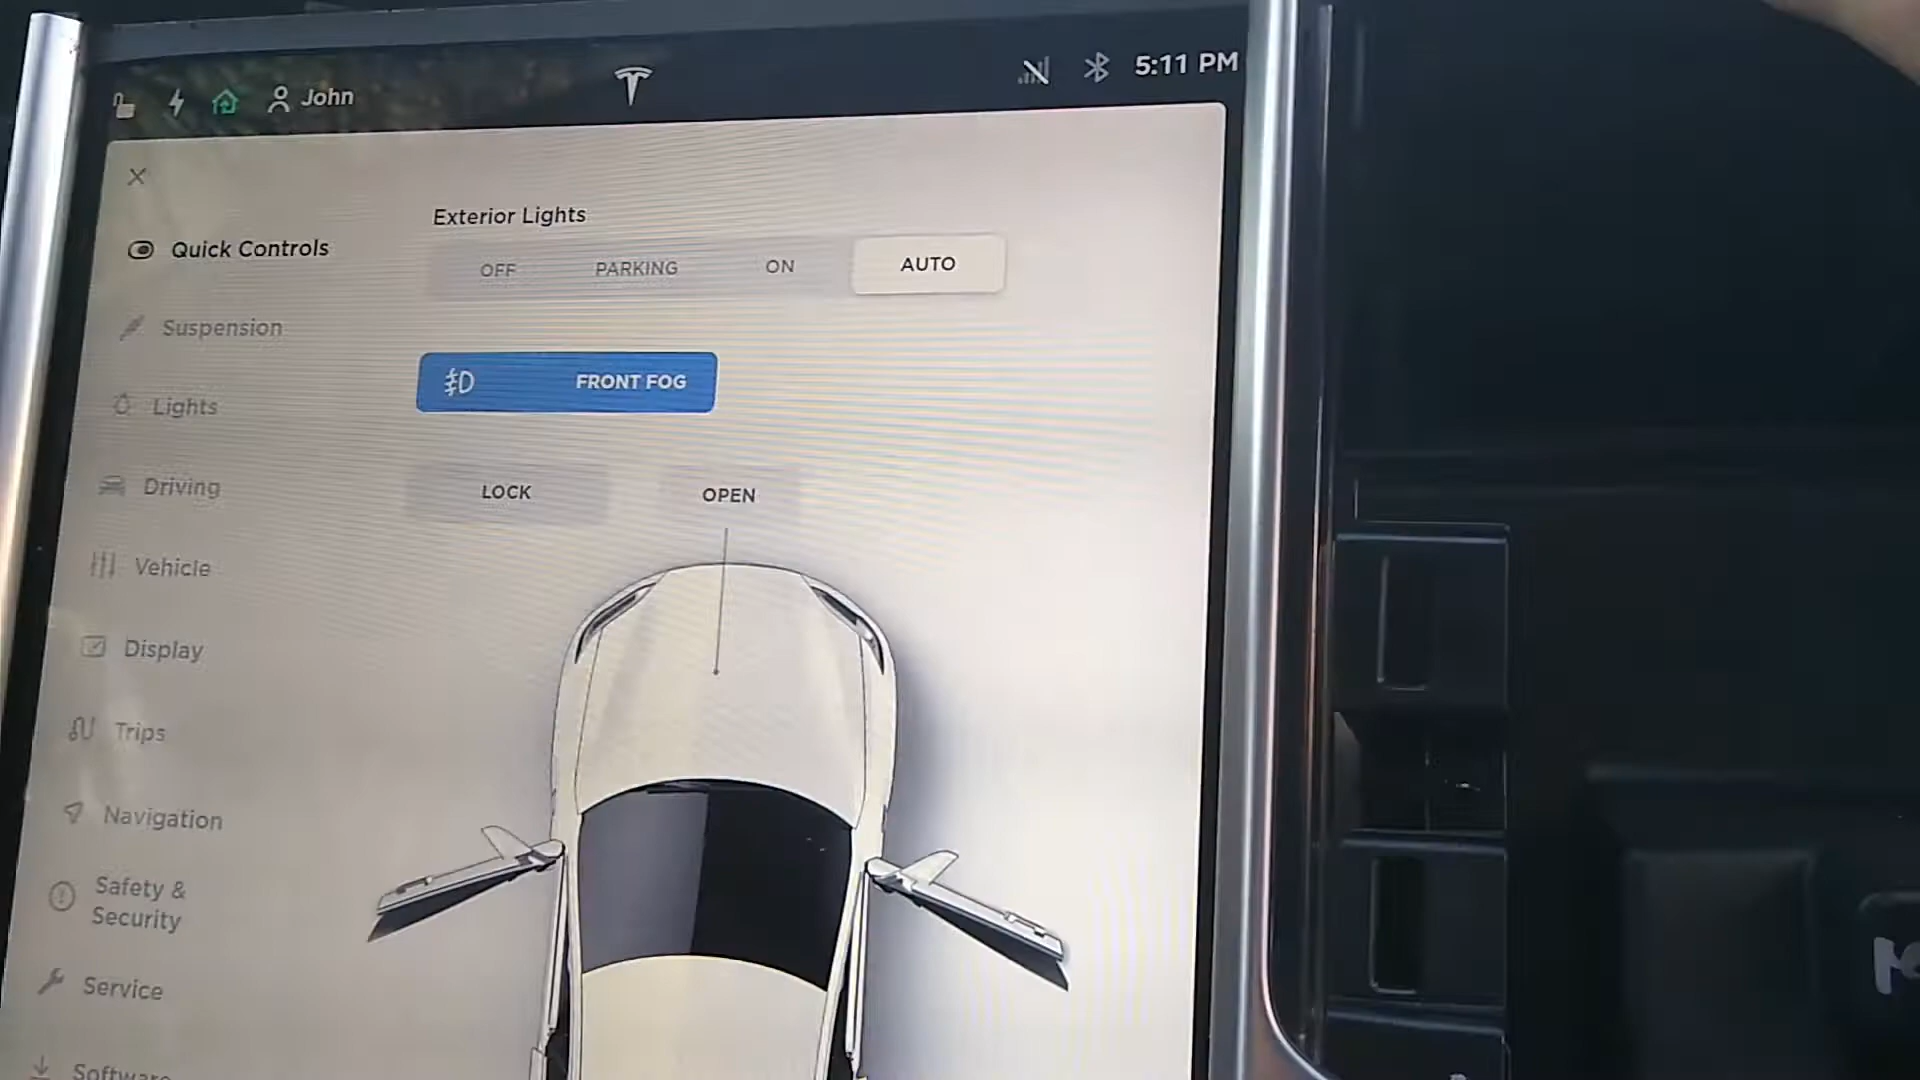 John
5:11 PM
Exterior Lights
Quick Controls
OFF PARKING ON AUTO
Suspension
FRONT FOG
Lights
Driving
LOCK OPEN
Vehicle
Display
Trips
Navigation
Safety &
Security
Service
Software